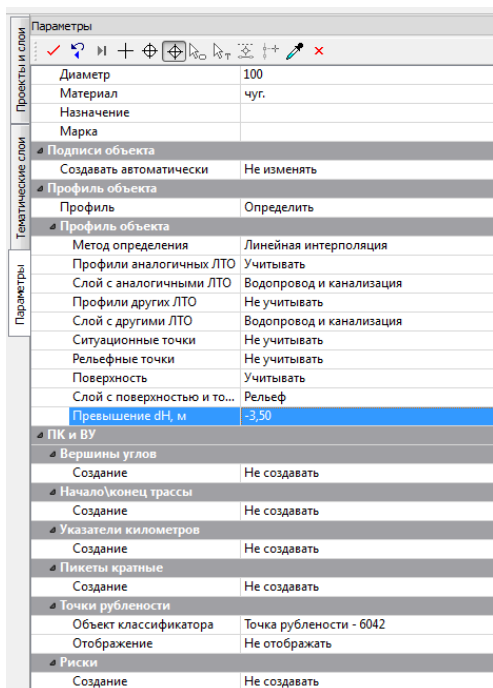 Параметры
Проекты и слои
Тематические слои
Параметры
Диаметр 100
Материал чуг.
Назначение
Марка
Подписи объекта
Создавать автоматически Не изменять
Профиль объекта
Профиль Определить
Профиль объекта
Метод определения Линейная интерполяция
Профили аналогичных ЛТО Учитывать
Слой с аналогичными ЛТО Водопровод и канализация
Профили других ЛТО Не учитывать
Слой с другими ЛТО Водопровод и канализация
Ситуационные точки Не учитывать
Рельефные точки Не учитывать
Поверхность Учитывать
Слой с поверхностью и то... Рельеф
Превышение dH, м -3,50
ПК и ВУ
Вершины углов
Создание Не создавать
Начало\конец трассы
Создание Не создавать
Указатели километров
Создание Не создавать
Пикеты кратные
Создание Не создавать
Точки рублености
Объект классификатора Точка рублености - 6042
Отображение Не отображать
Риски
Создание Не создавать